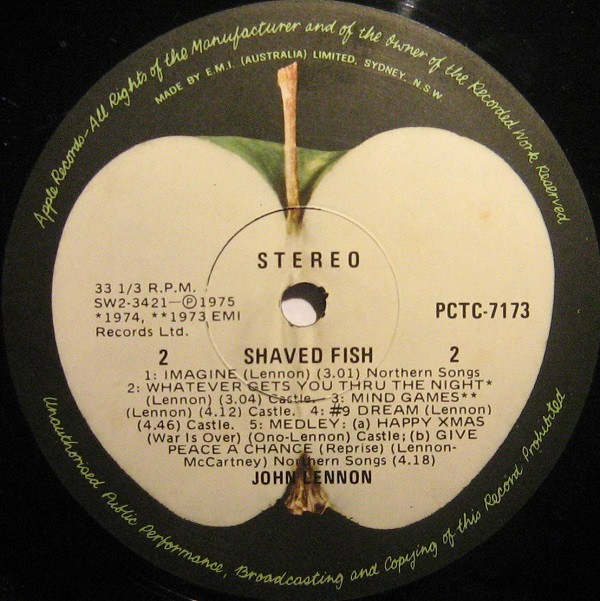 Apple Records-All Rights of the Manufacturer and of the Owner of the Recorded Work Reserved
MADE BY E.M.I. (AUSTRALIA) LIMITED, SYDNEY. N.S.W
STEREO
33 1/3 R.P.M.
SW2-3421-Ⓟ1975
*1974, **1973 EMI
Records Ltd.
PCTC-7173
2 SHAVED FISH 2
1: IMAGINE (Lennon) (3.01) Northern Songs
2: WHATEVER GETS YOU THRU THE NIGHT*
(Lennon) (3.04) Castle. 3: MIND GAMES**
(Lennon) (4.12) Castle. 4: #9 DREAM (Lennon)
(4.46) Castle. 5: MEDLEY: (a) HAPPY XMAS
(War Is Over) (Ono-Lennon) Castle; (b) GIVE
PEACE A CHANCE (Reprise) (Lennon-
McCartney) Northern Songs (4.18)
JOHN LENNON
Unauthorised Public Performance, Broadcasting and Copying of this Record Prohibited